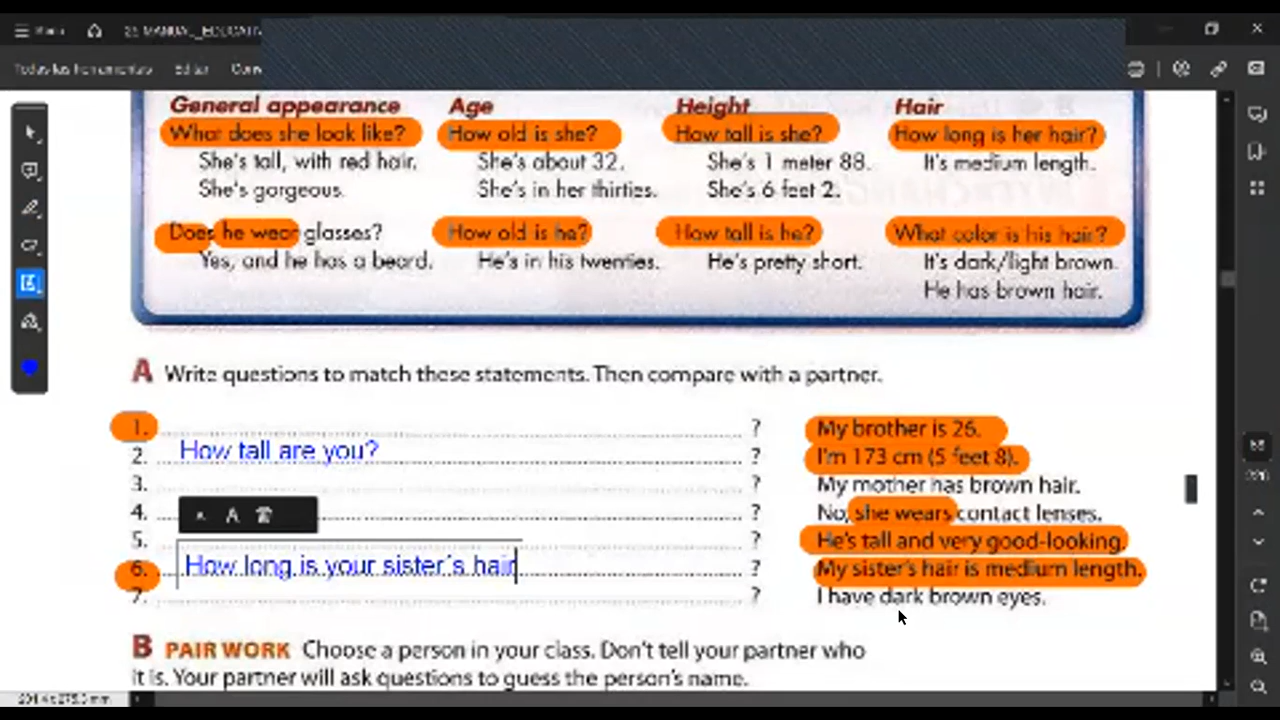 Menú
Todas las herramientas Editar
General appearance Age Height Hair
What does she look like? How old is she? How tall is she? How long is her hair?
She's tall, with red hair. She's about 32. She's 1 meter 88. It's medium length.
She's gorgeous. She's in her thirties. She's 6 feet 2.
Does he wear glasses? How old is he? How tall is he? What color is his hair?
Yes, and he has a beard. He's in his twenties. He's pretty short. It's dark/light brown.
He has brown hair.
A Write questions to match these statements. Then compare with a partner.
1. ? My brother is 26.
2. How tall are you? ? I'm 173 cm (5 feet 8).
3. ? My mother has brown hair.
4. ? No, she wears contact lenses.
5. ? He's tall and very good-looking.
6. How long is your sister´s hair ? My sister's hair is medium length.
7. ? I have dark brown eyes.
B PAIR WORK Choose a person in your class. Don't tell your partner who
it is. Your partner will ask questions to guess the person's name.